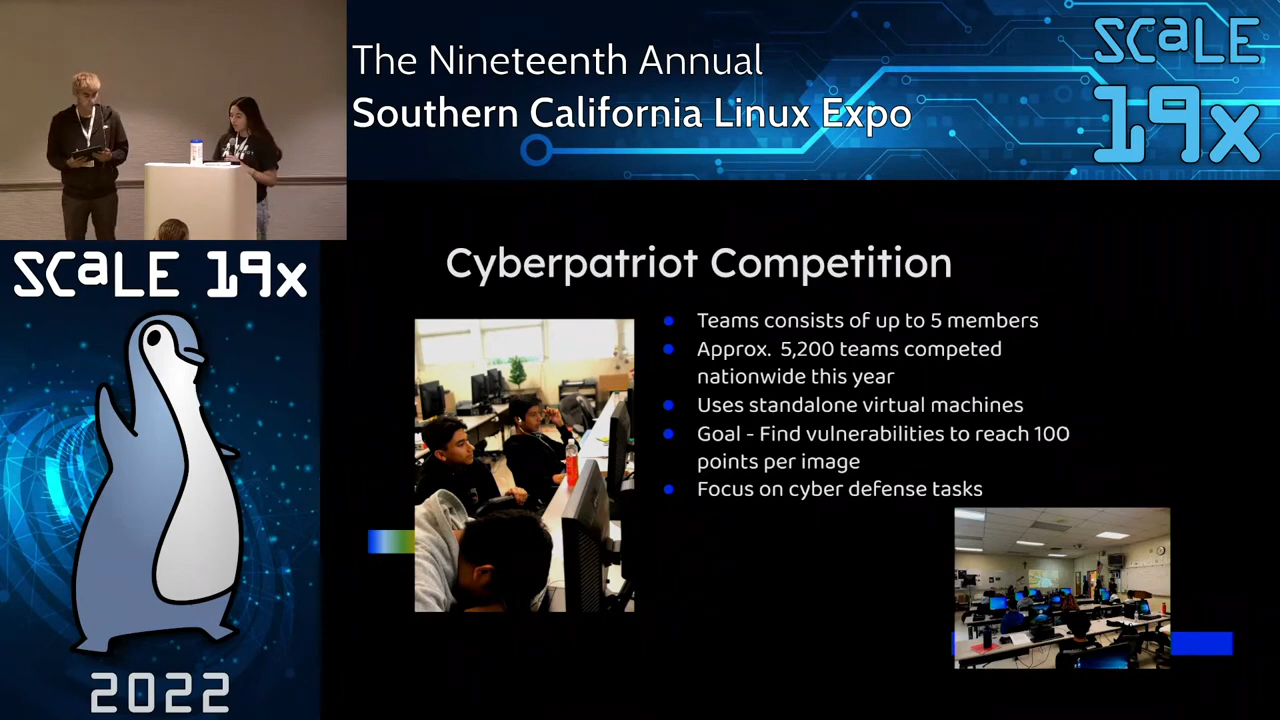 The Nineteenth Annual
Southern California Linux Expo
SCaLE
19x
SCaLE 19x
2022
Cyberpatriot Competition
Teams consists of up to 5 members
Approx. 5,200 teams competed
nationwide this year
Uses standalone virtual machines
Goal - Find vulnerabilities to reach 100
points per image
Focus on cyber defense tasks